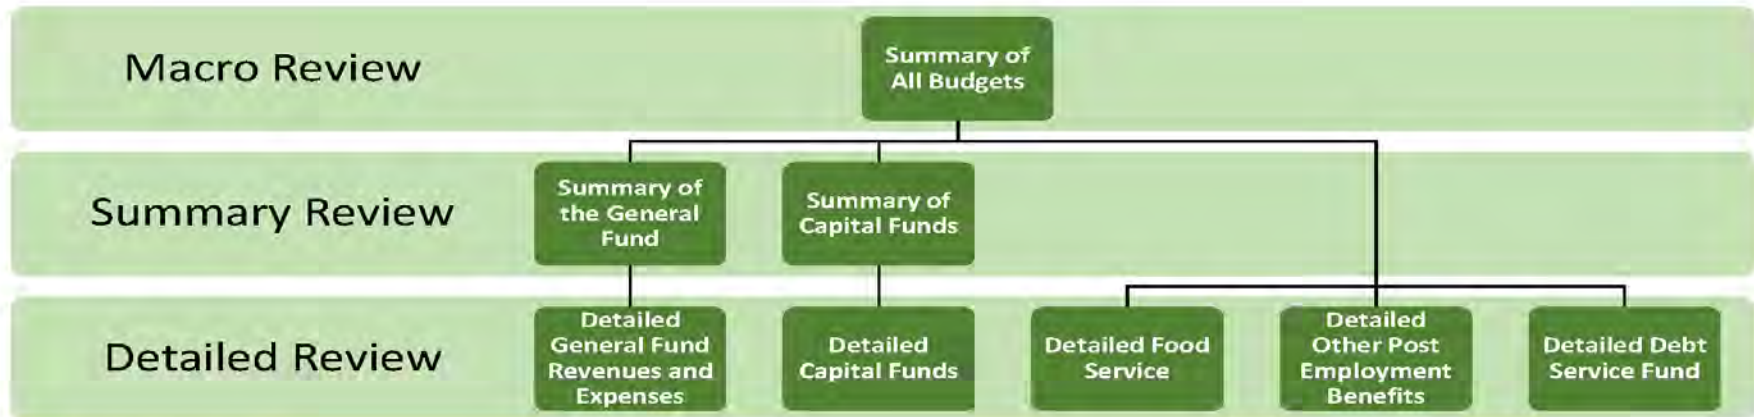 Macro Review
Summary of
All Budgets
Summary Review
Summary of
the General
Fund
Summary of
Capital Funds
Detailed Review
Detailed
General Fund
Revenues and
Expenses
Detailed
Capital Funds
Detailed Food
Service
Detailed
Other Post
Employment
Benefits
Detailed Debt
Service Fund